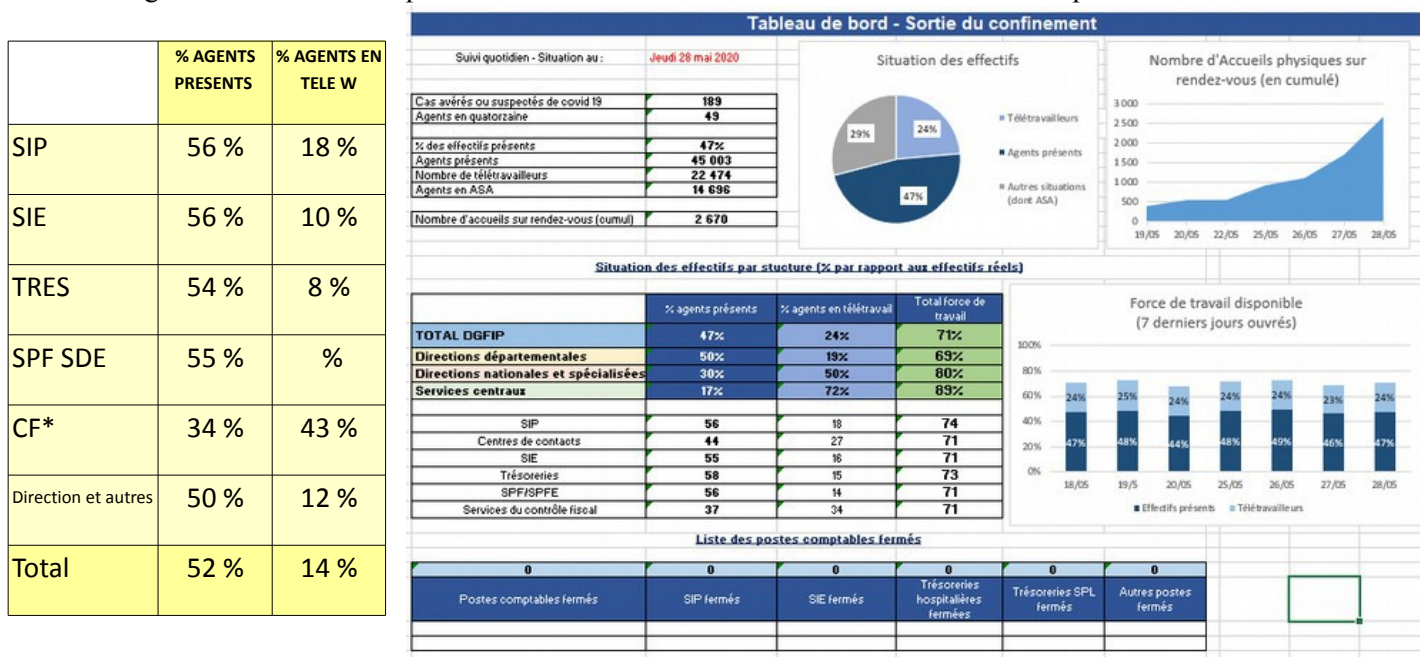 % AGENTS PRESENTS % AGENTS EN TELE W
SIP 56 % 18 %
SIE 56 % 10 %
TRES 54 % 8 %
SPF SDE 55 % %
CF* 34 % 43 %
Direction et autres 50 % 12 %
Total 52 % 14 %
Tableau de bord - Sortie du confinement
Suivi quotidien - Situation au : Jeudi 28 mai 2020
Cas avérés ou suspectés de covid 19 189
Agents en quatorzaine 49
% des effectifs présents 47%
Agents présents 45 003
Nombre de télétravailleurs 22 474
Agents en ASA 14 696
Nombre d'accueils sur rendez-vous (cumul) 2 670
Situation des effectifs
29% 24% 47%
Télétravailleurs
Agents présents
Autres situations
(dont ASA)
Nombre d'Accueils physiques sur
rendez-vous (en cumulé)
3 000
2 500
2 000
1 500
1 000
500
0
19/05 20/05 22/05 25/05 26/05 27/05 28/05
Situation des effectifs par stucture (% par rapport aux effectifs réels)
% agents présents % agents en télétravail Total force de travail
TOTAL DGFIP 47% 24% 71%
Directions départementales 50% 19% 69%
Directions nationales et spécialisées 30% 50% 80%
Services centraux 17% 72% 89%
SIP 56 18 74
Centres de contacts 44 27 71
SIE 55 16 71
Trésoreries 58 15 73
SPF/SPFE 56 14 71
Services du contrôle fiscal 37 34 71
Force de travail disponible
(7 derniers jours ouvrés)
100%
80%
60%
40%
20%
0%
24% 25% 24% 24% 24% 23% 24%
47% 48% 44% 48% 49% 46% 47%
18/05 19/5 20/05 25/05 26/05 27/05 28/05
Effectifs présents Télétravailleurs
Liste des postes comptables fermés
0 0 0 0 0 0
Postes comptables fermés SIP fermés SIE fermés Trésoreries hospitalières fermées Trésoreries SPL fermés Autres postes fermés